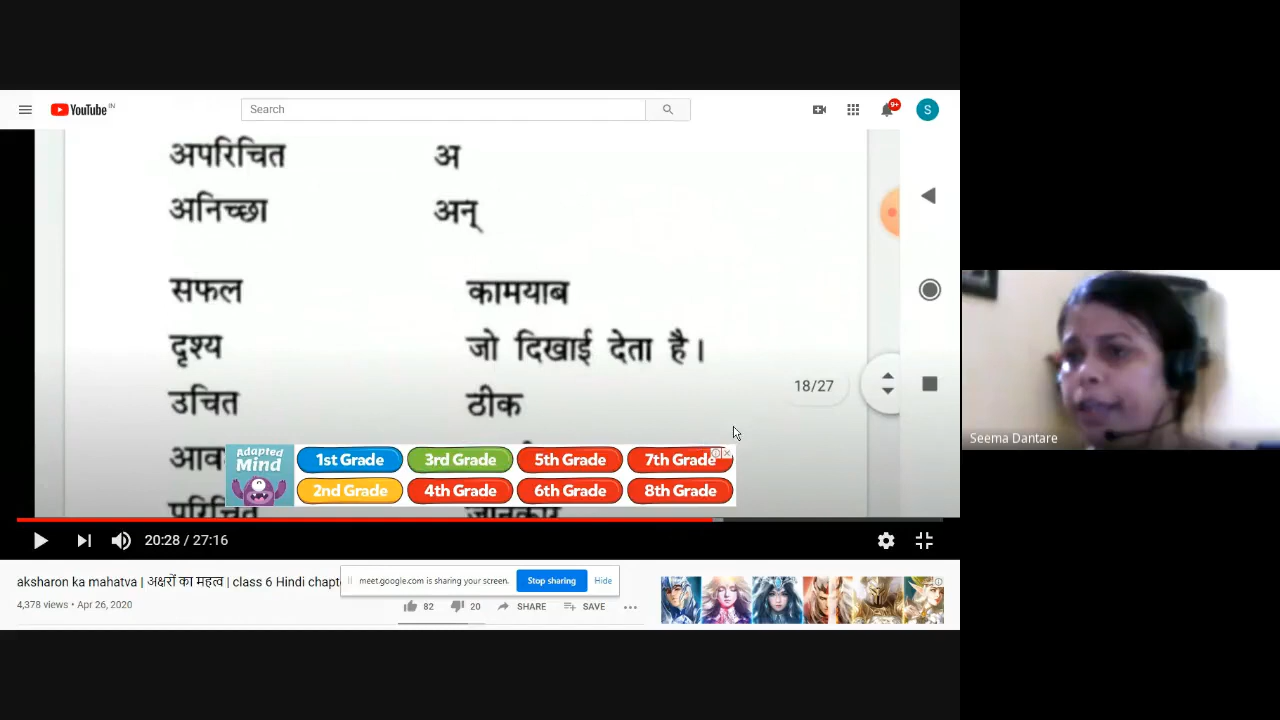 YouTube IN
Search
9+
S
अपरिचित अ
अनिच्छा अन्
सफल कामयाब
दृश्य जो दिखाई देता है।
उचित ठीक
18/27
Adapted Mind
1st Grade 3rd Grade 5th Grade 7th Grade
2nd Grade 4th Grade 6th Grade 8th Grade
परिचित जानकार
20:28 / 27:16
aksharon ka mahatva | अक्षरों का महत्व | class 6 Hindi
meet.google.com is sharing your screen. Stop sharing Hide
4,378 views • Apr 26, 2020
82 20 SHARE SAVE
Seema Dantare